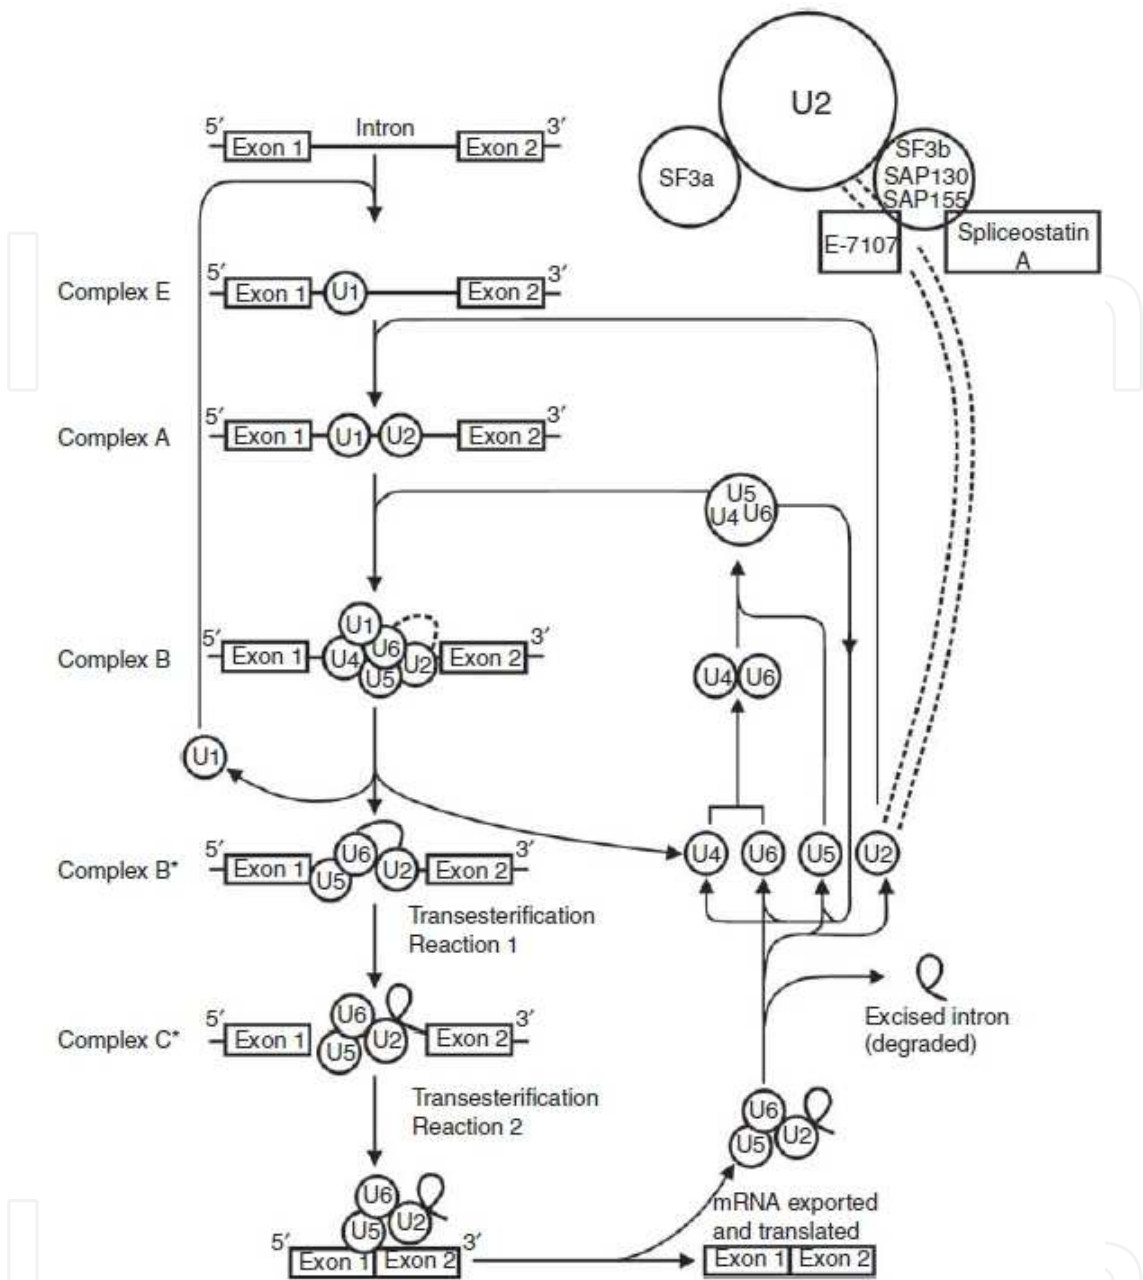 U2
5′ Exon 1 Intron Exon 2 3′
SF3a
SF3b
SAP130
SAP155
E-7107
Spliceostatin
A
Complex E 5′ Exon 1 U1 Exon 2 3′
Complex A 5′ Exon 1 U1 U2 Exon 2 3′
U5
U4 U6
Complex B 5′ Exon 1 U1 U4 U6 U5 U2 Exon 2 3′
U4 U6
U1
U4 U6 U5 U2
Complex B* 5′ Exon 1 U5 U6 U2 Exon 2 3′
Transesterification
Reaction 1
Complex C* 5′ Exon 1 U6 U5 U2 Exon 2 3′
Excised intron
(degraded)
Transesterification
Reaction 2
U6
U5 U2
U6
U5 U2
5′ Exon 1 Exon 2 3′
mRNA exported
and translated
Exon 1 Exon 2